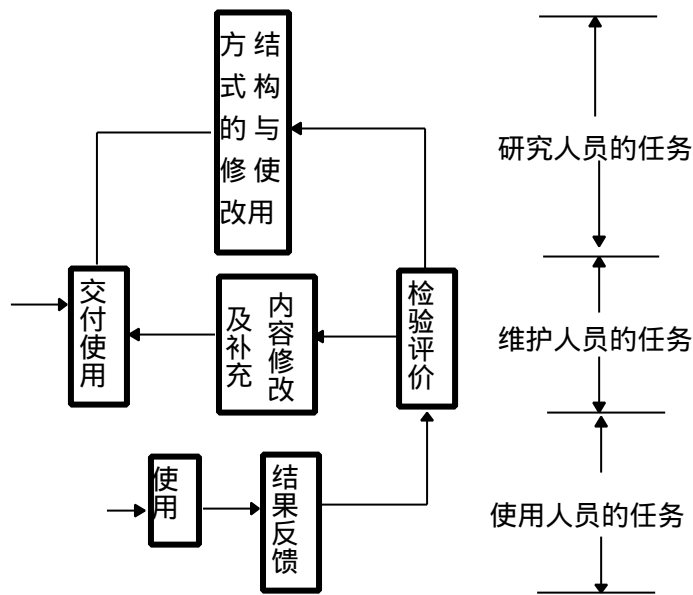 结构与使用
方式的修改
研究人员的任务
交付使用
内容修改
及补充
检验评价
维护人员的任务
使用
结果反馈
使用人员的任务